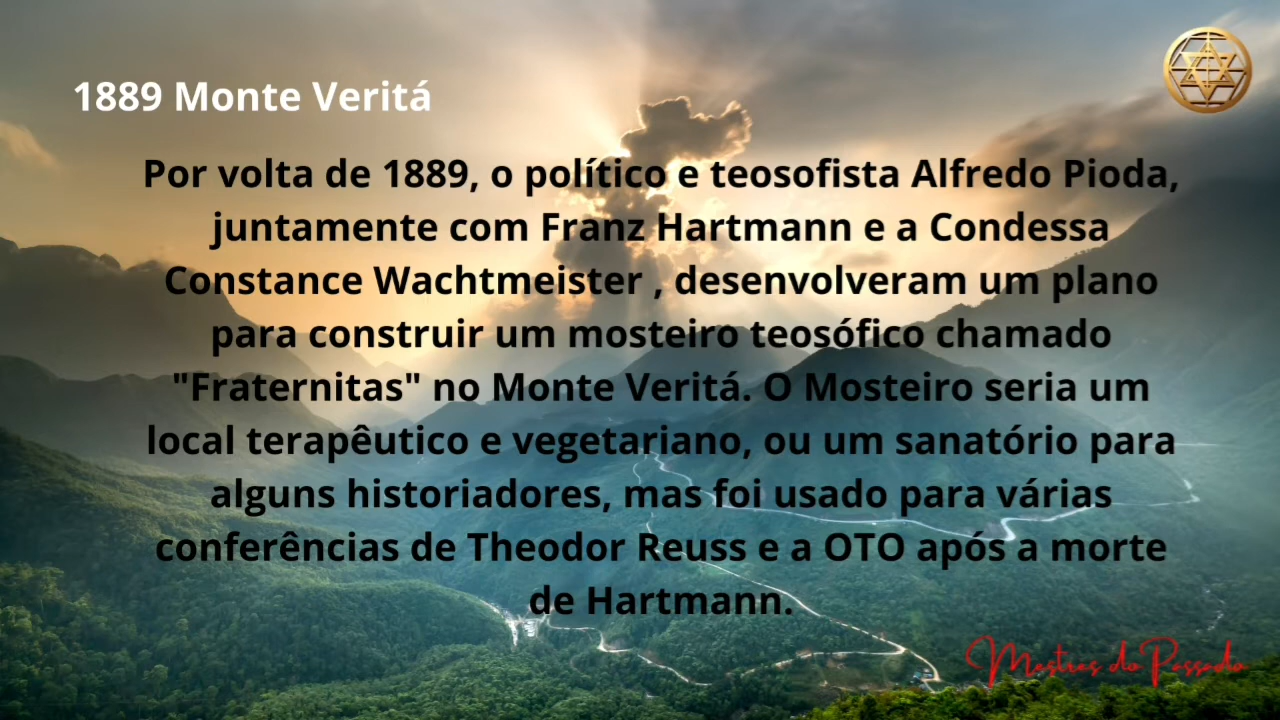 1889 Monte Veritá
Por volta de 1889, o político e teosofista Alfredo Pioda,
juntamente com Franz Hartmann e a Condessa
Constance Wachtmeister , desenvolveram um plano
para construir um mosteiro teosófico chamado
"Fraternitas" no Monte Veritá. O Mosteiro seria um
local terapêutico e vegetariano, ou um sanatório para
alguns historiadores, mas foi usado para várias
conferências de Theodor Reuss e a OTO após a morte
de Hartmann.
Mestres do Passado